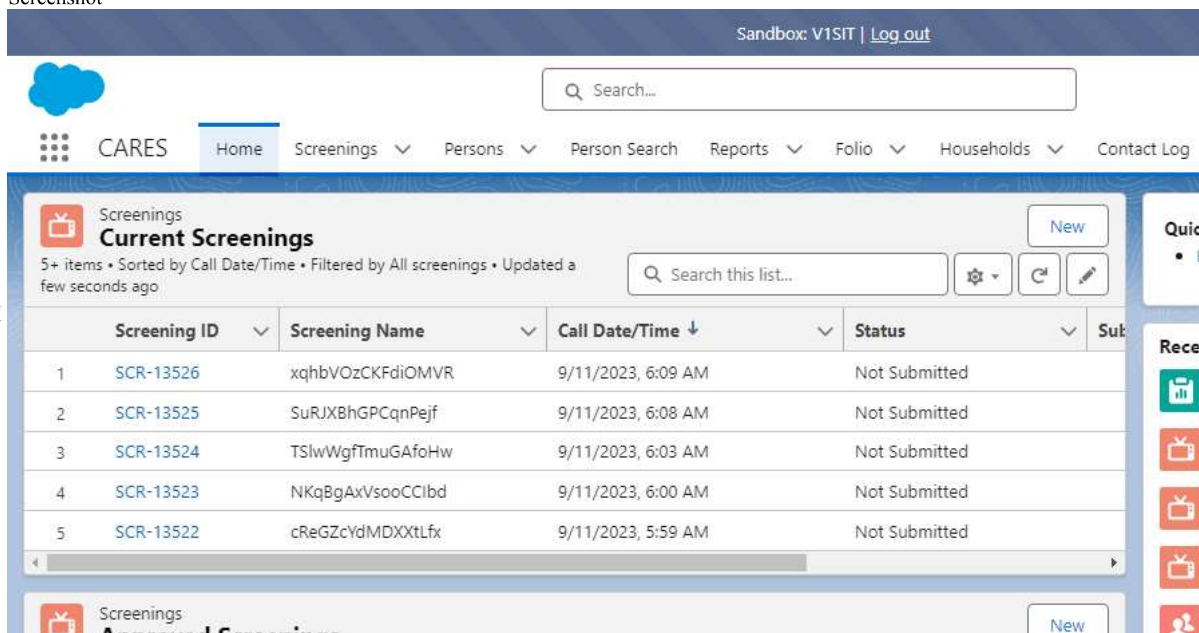 Screenshot
Sandbox: V1SIT | Log out
Search...
CARES Home Screenings Persons Person Search Reports Folio Households Contact Log
Screenings
Current Screenings
New
5+ items • Sorted by Call Date/Time • Filtered by All screenings • Updated a
few seconds ago
Search this list...
Screening ID Screening Name Call Date/Time Status Sub
1 SCR-13526 xqhbVOzCKFdiOMVR 9/11/2023, 6:09 AM Not Submitted
2 SCR-13525 SuRJXBhGPCqnPejf 9/11/2023, 6:08 AM Not Submitted
3 SCR-13524 TSlwWgfTmuGAfoHw 9/11/2023, 6:03 AM Not Submitted
4 SCR-13523 NKqBgAxVsooCCIbd 9/11/2023, 6:00 AM Not Submitted
5 SCR-13522 cReGZcYdMDXXtLfx 9/11/2023, 5:59 AM Not Submitted
Quic
Rece
Screenings
Approved Screenings
New